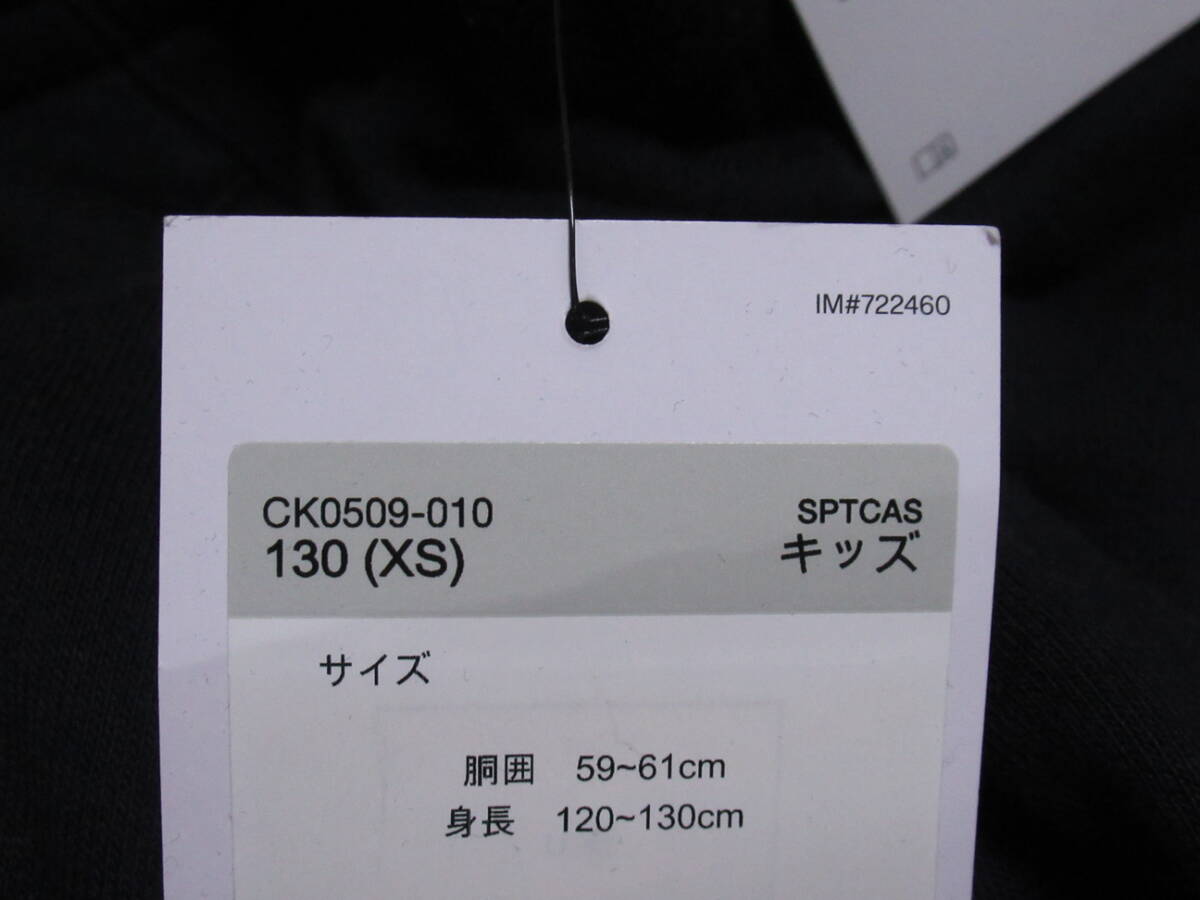 IM#722460
CK0509-010
SPTCAS
130 (XS)
キッズ
サイズ
胴囲 59~61cm
身長 120~130cm